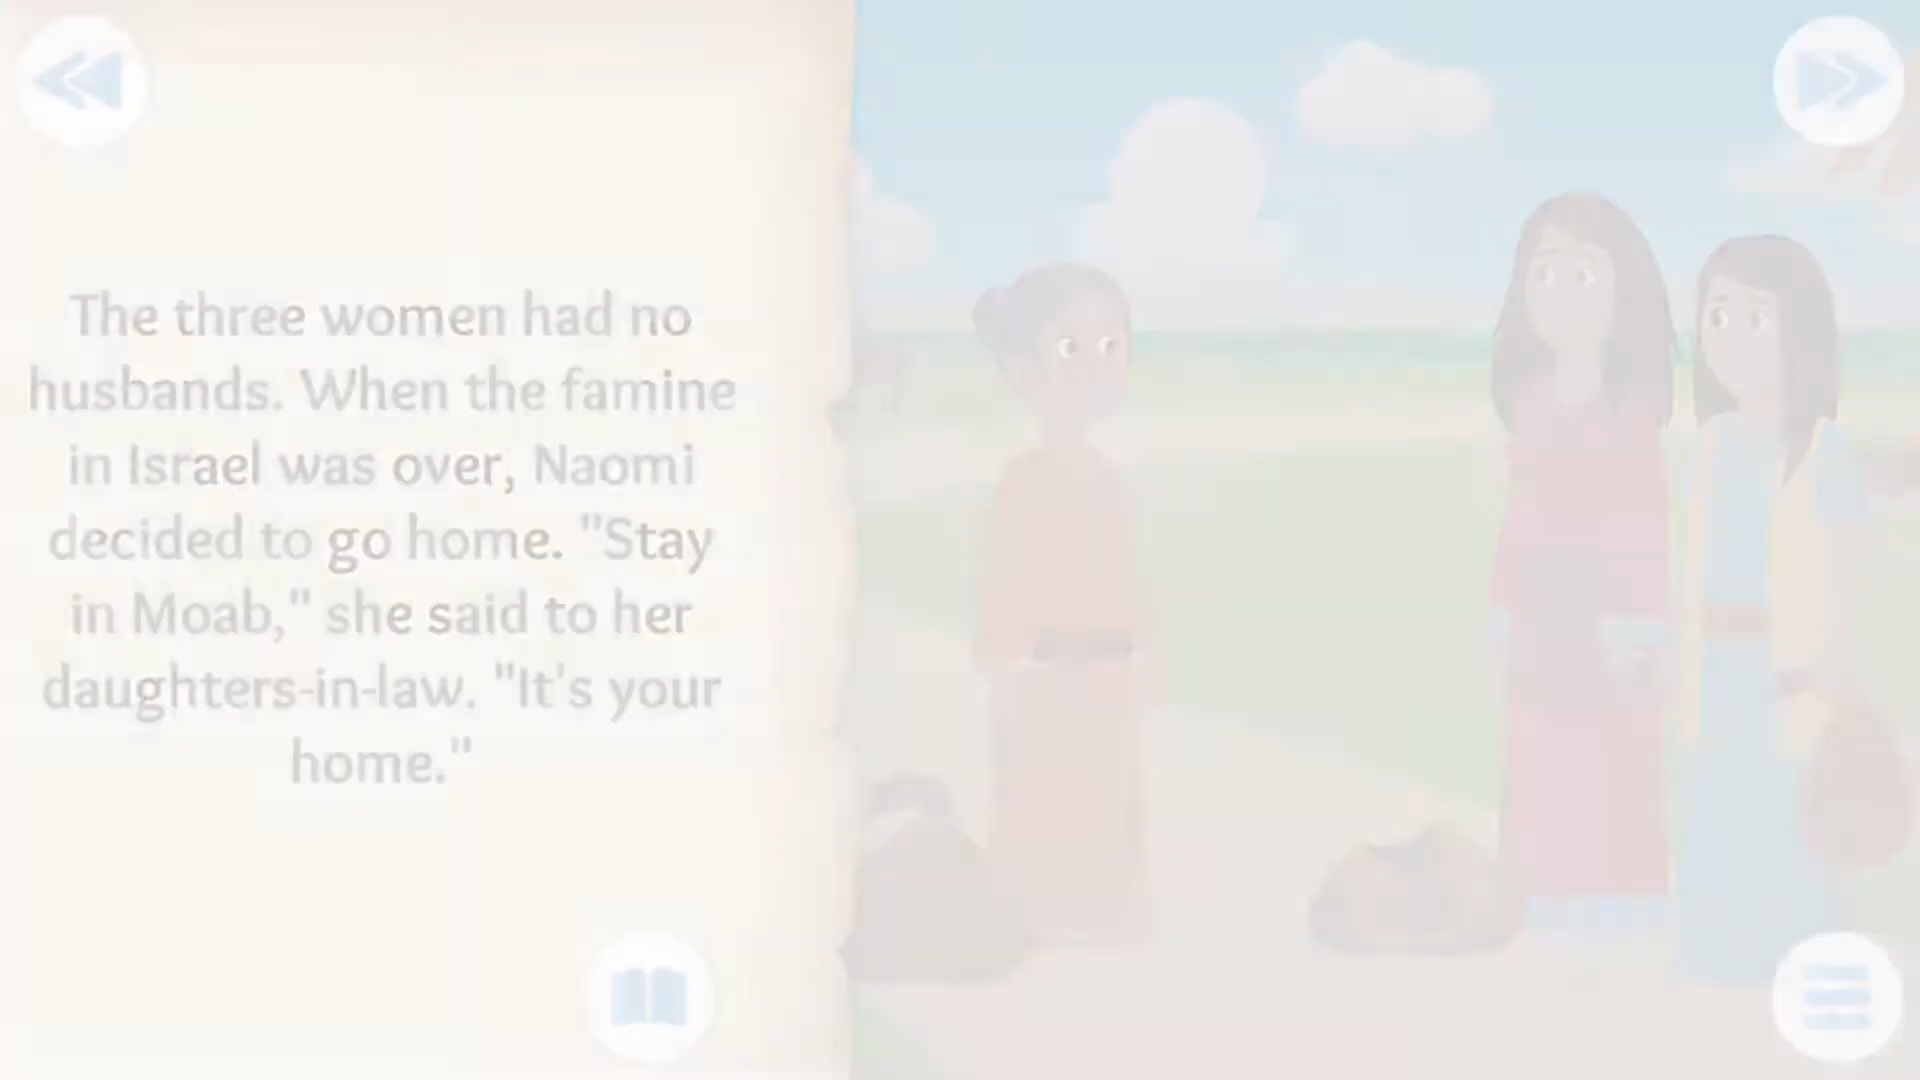 The three women had no
husbands. When the famine
in Israel was over, Naomi
decided to go home. "Stay
in Moab," she said to her
daughters-in-law. "It's your
home."